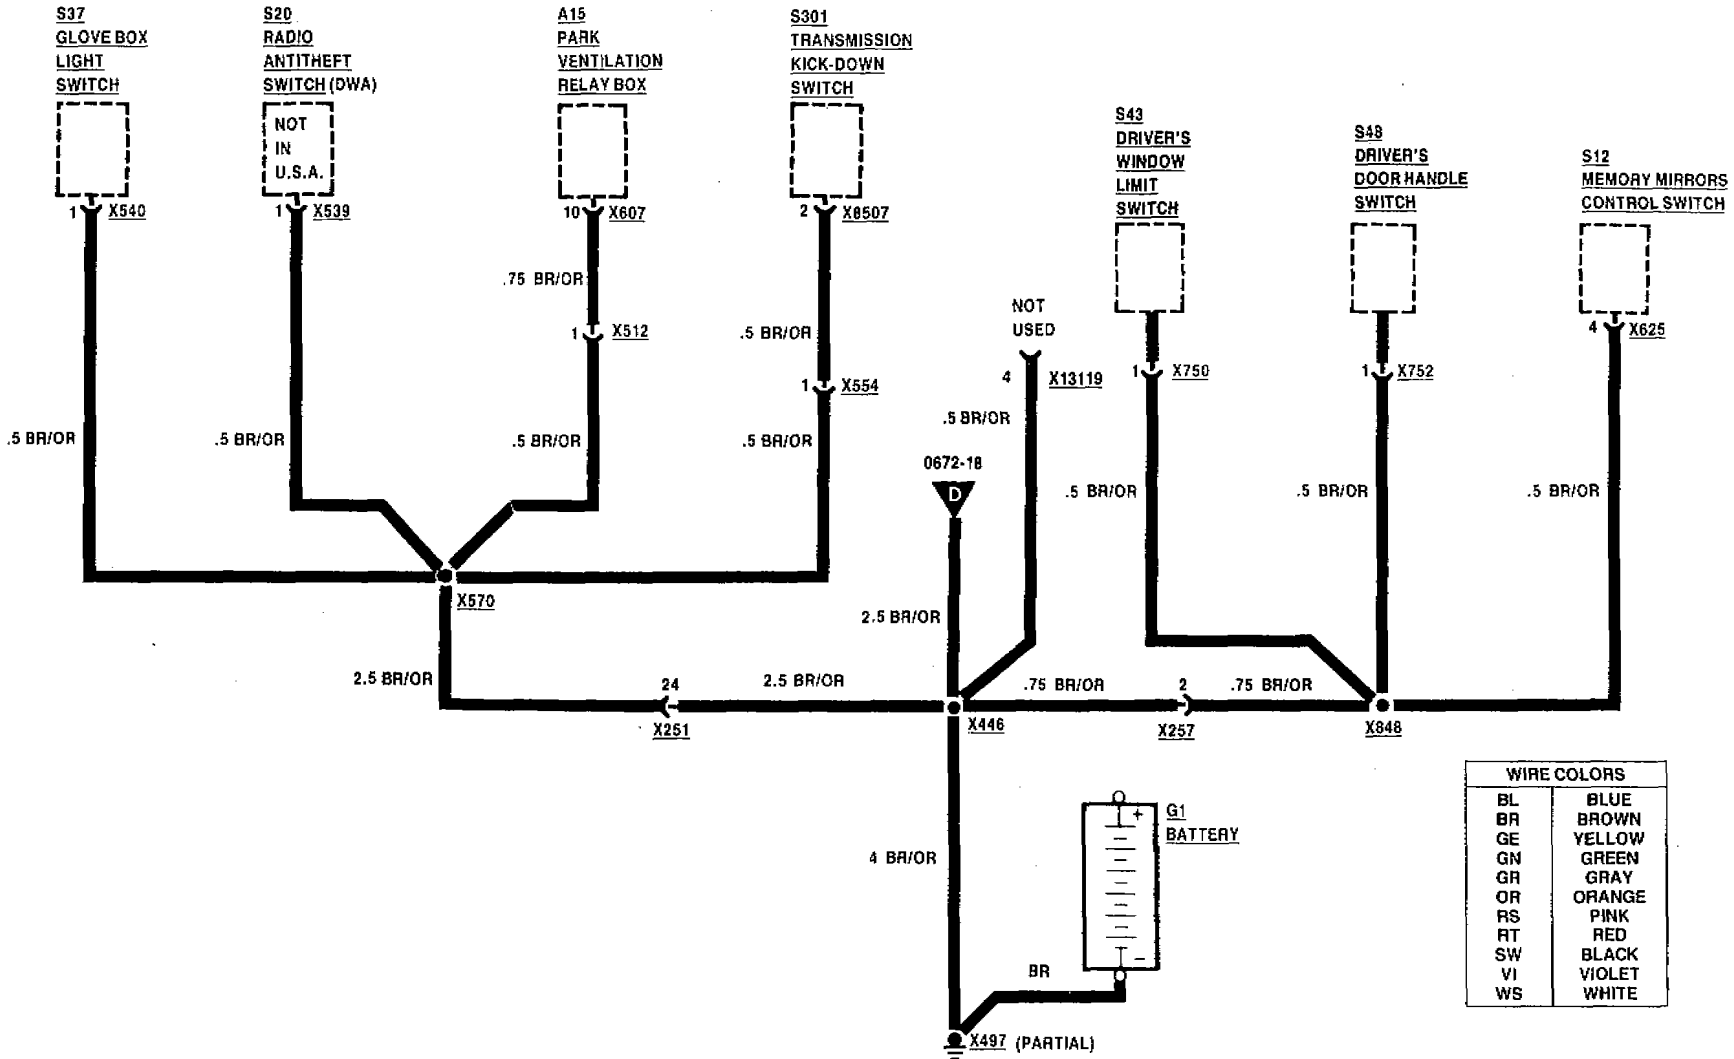 S37
GLOVE BOX
LIGHT
SWITCH
S20
RADIO
ANTITHEFT
SWITCH (DWA)
A15
PARK
VENTILATION
RELAY BOX
S301
TRANSMISSION
KICK-DOWN
SWITCH
S43
DRIVER'S
WINDOW
LIMIT
SWITCH
S48
DRIVER'S
DOOR HANDLE
SWITCH
S12
MEMORY MIRRORS
CONTROL SWITCH
NOT
IN
U.S.A.
1 X540
1 X539
10 X607
2 X8507
.75 BR/OR
1 X512
.5 BR/OR
1 X554
NOT
USED
4 X13119
.5 BR/OR
1 X750
1 X752
4 X625
.5 BR/OR
.5 BR/OR
.5 BR/OR
.5 BR/OR
0672-18
D
.5 BR/OR
.5 BR/OR
.5 BR/OR
X570
2.5 BR/OR
2.5 BR/OR
24
X251
2.5 BR/OR
X446
.75 BR/OR
2
X257
.75 BR/OR
X848
4 BR/OR
+
G1
BATTERY
-
BR
X497 (PARTIAL)
WIRE COLORS
BL BLUE
BR BROWN
GE YELLOW
GN GREEN
GR GRAY
OR ORANGE
RS PINK
RT RED
SW BLACK
VI VIOLET
WS WHITE